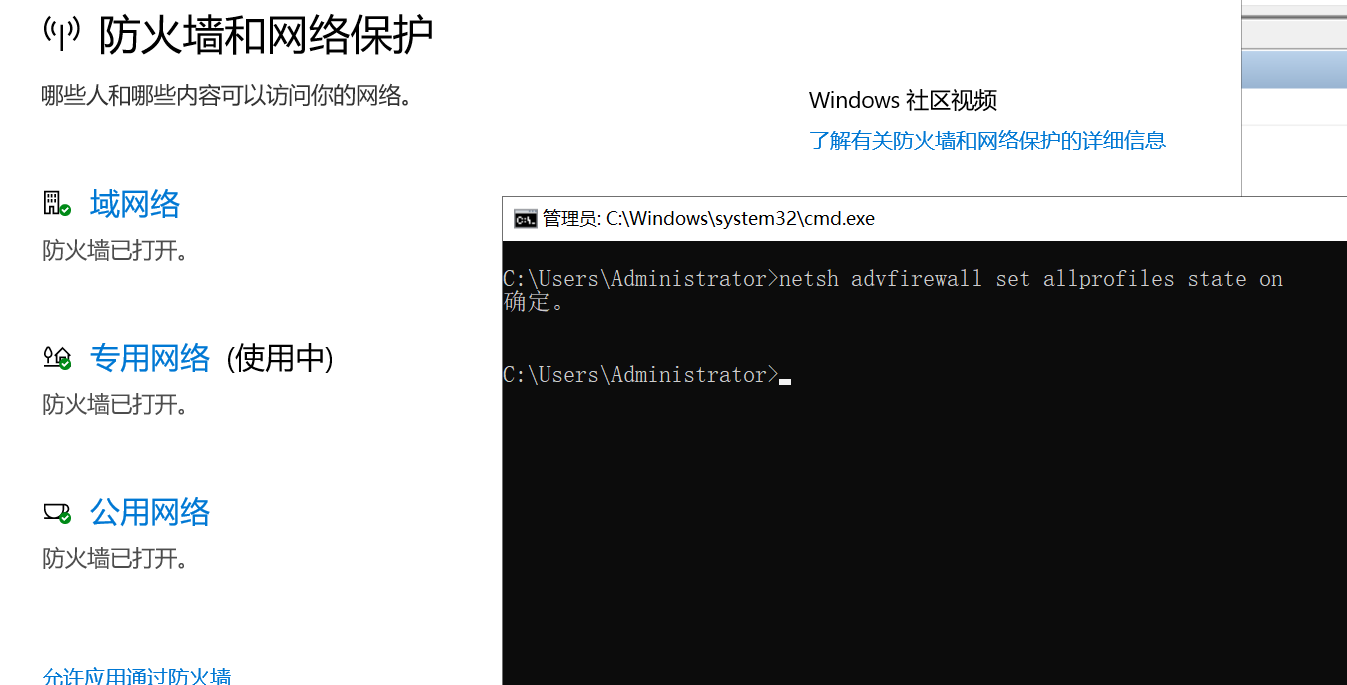 防火墙和网络保护
哪些人和哪些内容可以访问你的网络。
Windows 社区视频
了解有关防火墙和网络保护的详细信息
域网络
防火墙已打开。
专用网络 (使用中)
防火墙已打开。
公用网络
防火墙已打开。
允许应用通过防火墙
管理员: C:\Windows\system32\cmd.exe
C:\Users\Administrator>netsh advfirewall set allprofiles state on
确定。
C:\Users\Administrator>